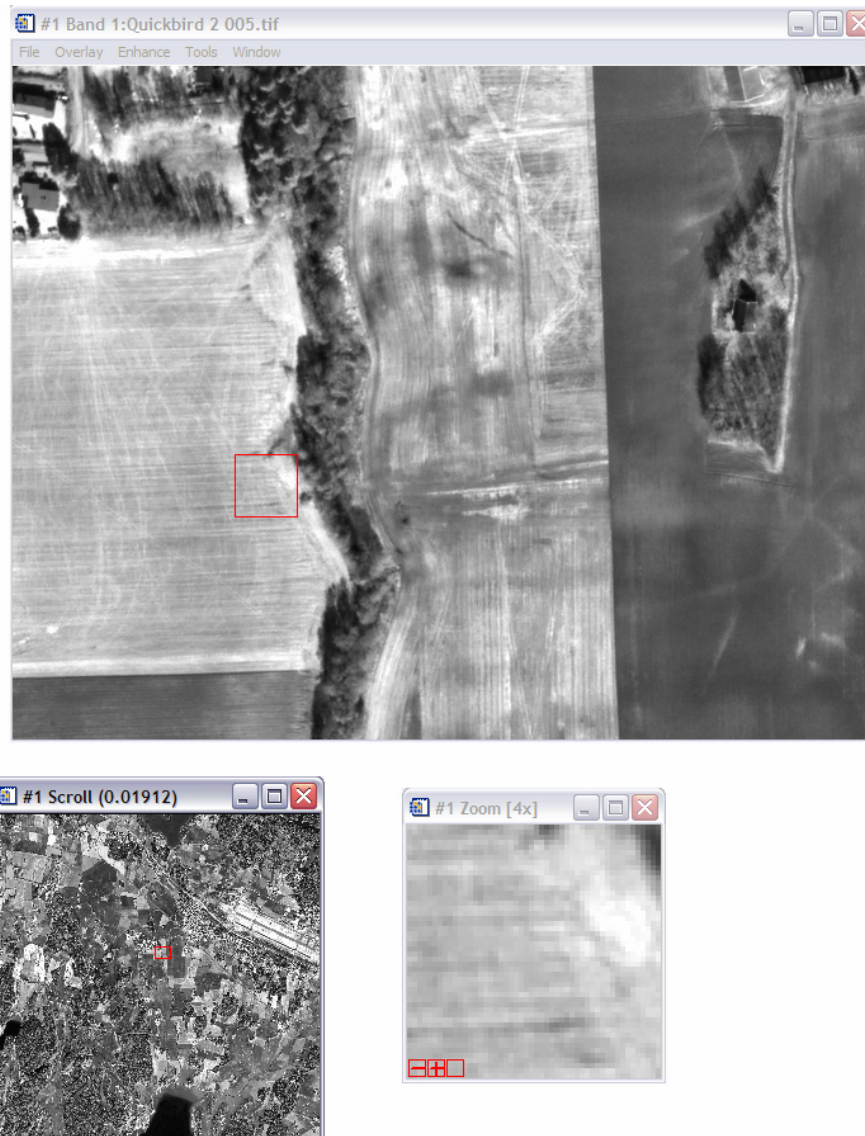 #1 Band 1:Quickbird 2 005.tif
File Overlay Enhance Tools Window
#1 Scroll (0.01912)
#1 Zoom [4x]